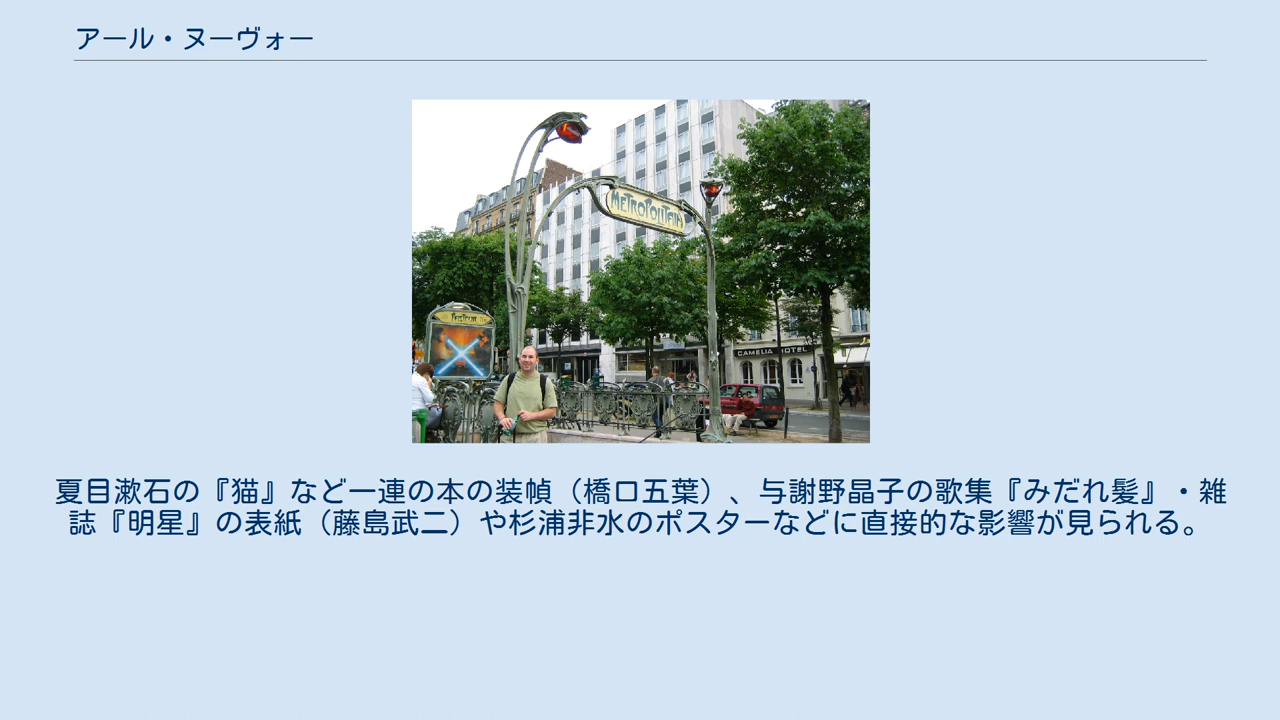 アール・ヌーヴォー
METROPOLITAIN
CAMELIA HOTEL
夏目漱石の『猫』など一連の本の装幀（橋口五葉）、与謝野晶子の歌集『みだれ髪』・雑
誌『明星』の表紙（藤島武二）や杉浦非水のポスターなどに直接的な影響が見られる。